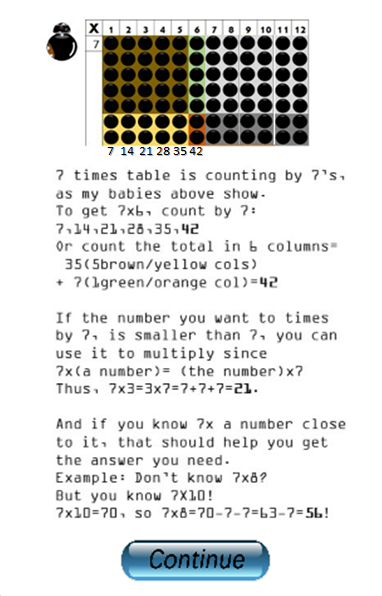 X 1 2 3 4 5 6 7 8 9 10 11 12
7
7 14 21 28 35 42
7 times table is counting by 7's,
as my babies above show.
To get 7x6, count by 7:
7,14,21,28,35,42
Or count the total in 6 columns=
35(5brown/yellow cols)
+ 7(1green/orange col)=42
If the number you want to times
by 7, is smaller than 7, you can
use it to multiply since
7x(a number)= (the number)x7
Thus, 7x3=3x7=7+7+7=21.
And if you know 7x a number close
to it, that should help you get
the answer you need.
Example: Don't know 7x8?
But you know 7X10!
7x10=70, so 7x8=70-7-7=63-7=56!
Continue